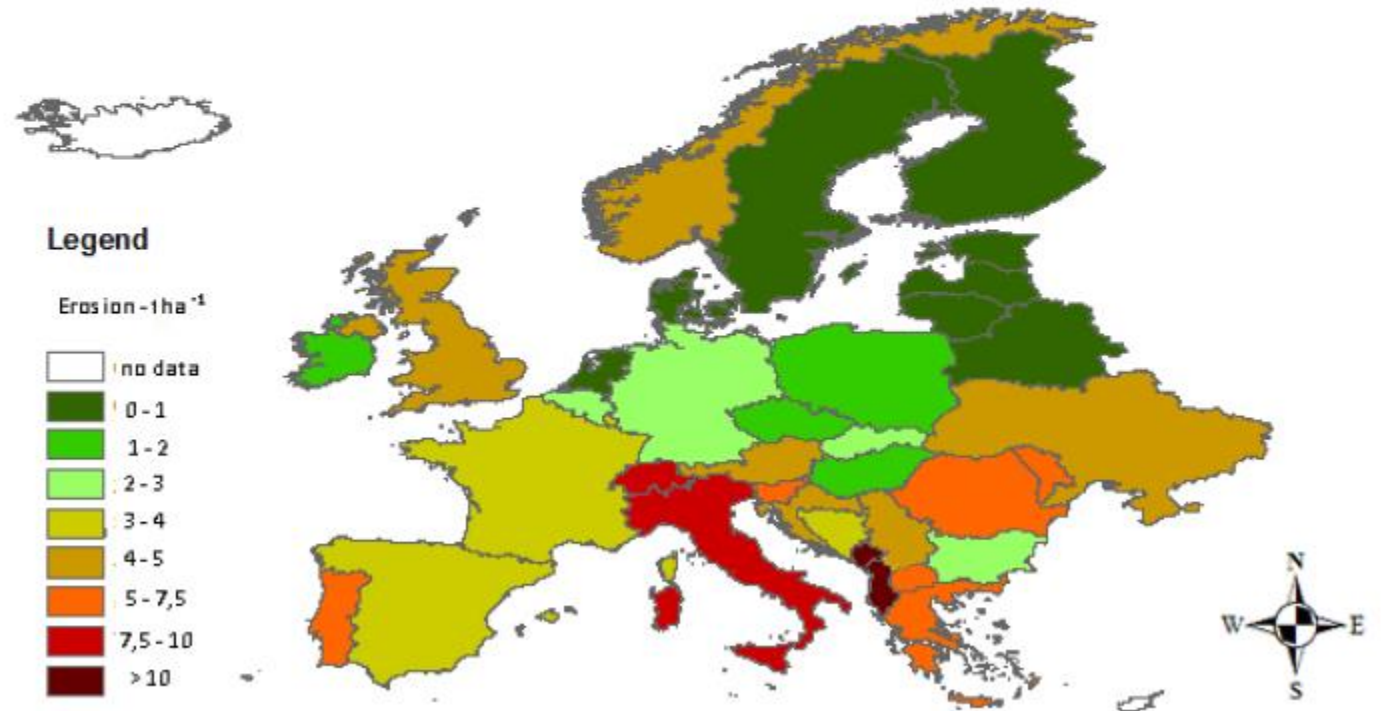 Legend
Erosion-tha⁻¹
no data
0-1
1-2
2-3
3-4
4-5
5-7,5
7,5-10
>10
N
W E
S